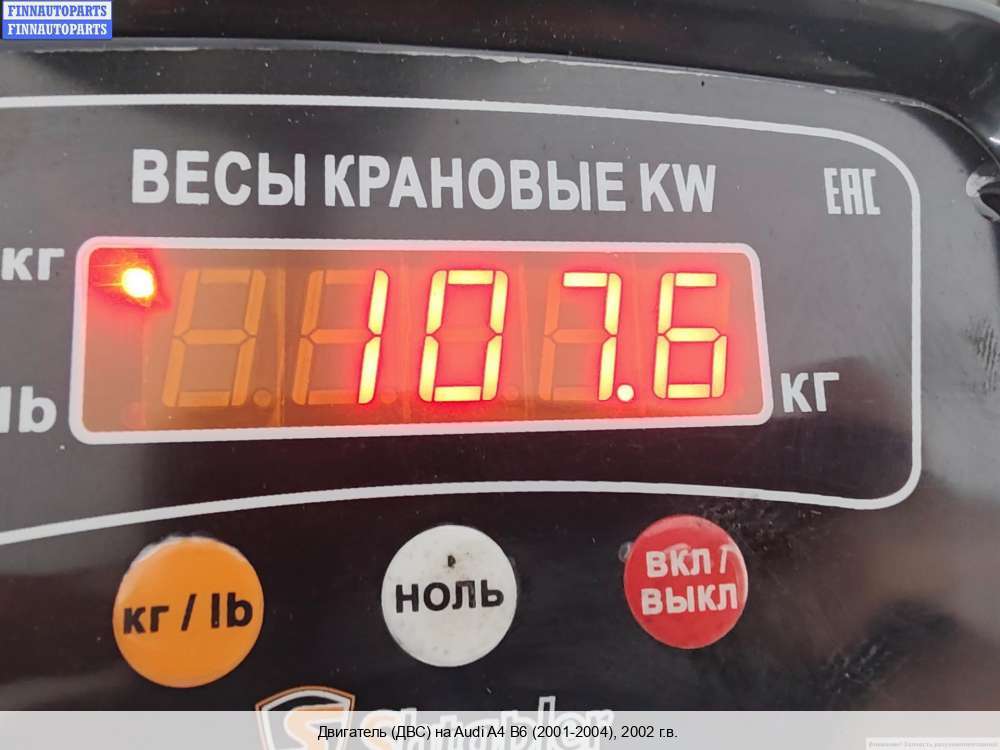 FINNAUTOPARTS
FINNAUTOPARTS
ВЕСЫ КРАНОВЫЕ KW
EAC
кг
107.6
lb
КГ
кг / lb
НОЛЬ
ВКЛ /
ВЫКЛ
Shtapler
Двигатель (ДВС) на Audi A4 B6 (2001-2004), 2002 г.в.